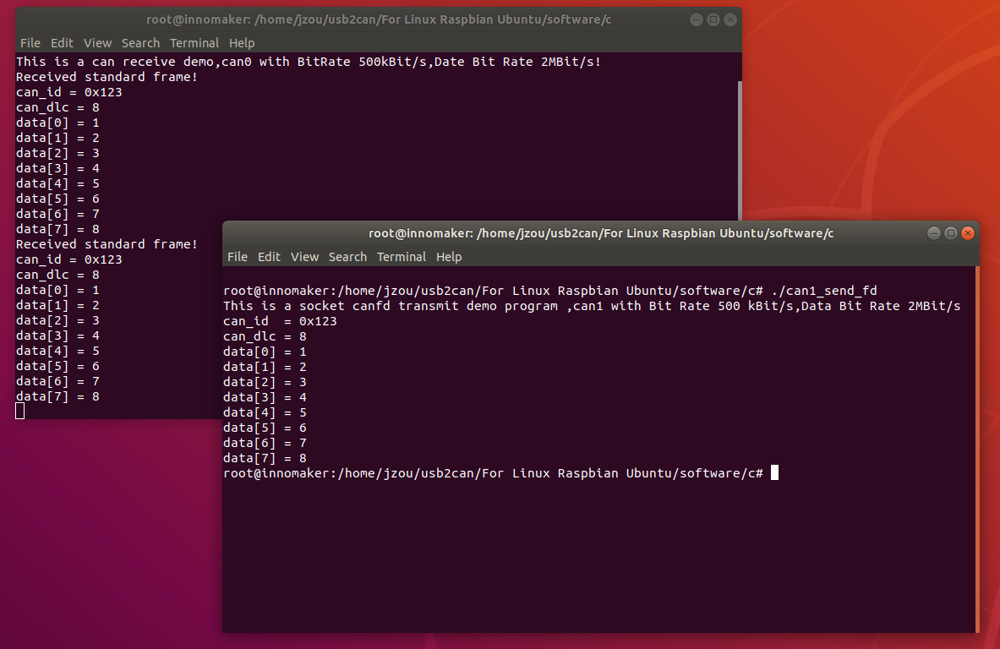 root@innomaker: /home/jzou/usb2can/For Linux Raspbian Ubuntu/software/c
File Edit View Search Terminal Help
This is a can receive demo,can0 with BitRate 500kBit/s,Date Bit Rate 2MBit/s!
Received standard frame!
can_id = 0x123
can_dlc = 8
data[0] = 1
data[1] = 2
data[2] = 3
data[3] = 4
data[4] = 5
data[5] = 6
data[6] = 7
data[7] = 8
Received standard frame!
can_id = 0x123
can_dlc = 8
data[0] = 1
data[1] = 2
data[2] = 3
data[3] = 4
data[4] = 5
data[5] = 6
data[6] = 7
data[7] = 8
root@innomaker: /home/jzou/usb2can/For Linux Raspbian Ubuntu/software/c
File Edit View Search Terminal Help
root@innomaker:/home/jzou/usb2can/For Linux Raspbian Ubuntu/software/c# ./can1_send_fd
This is a socket canfd transmit demo program ,can1 with Bit Rate 500 kBit/s,Data Bit Rate 2MBit/s
can_id  = 0x123
can_dlc = 8
data[0] = 1
data[1] = 2
data[2] = 3
data[3] = 4
data[4] = 5
data[5] = 6
data[6] = 7
data[7] = 8
root@innomaker:/home/jzou/usb2can/For Linux Raspbian Ubuntu/software/c#